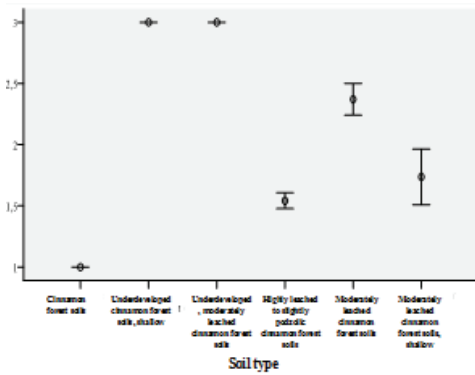 3
2,5
2
1,5
1
Cinnamon
forest soils
Underdeveloped
cinnamon forest
soils, shallow
Underdeveloped
, moderately
leached
cinnamon forest
soils
Highly leached
to slightly
podzolic
cinnamon forest
soils
Moderately
leached
cinnamon
forest soils
Moderately
leached
cinnamon
forest soils,
shallow
Soil type